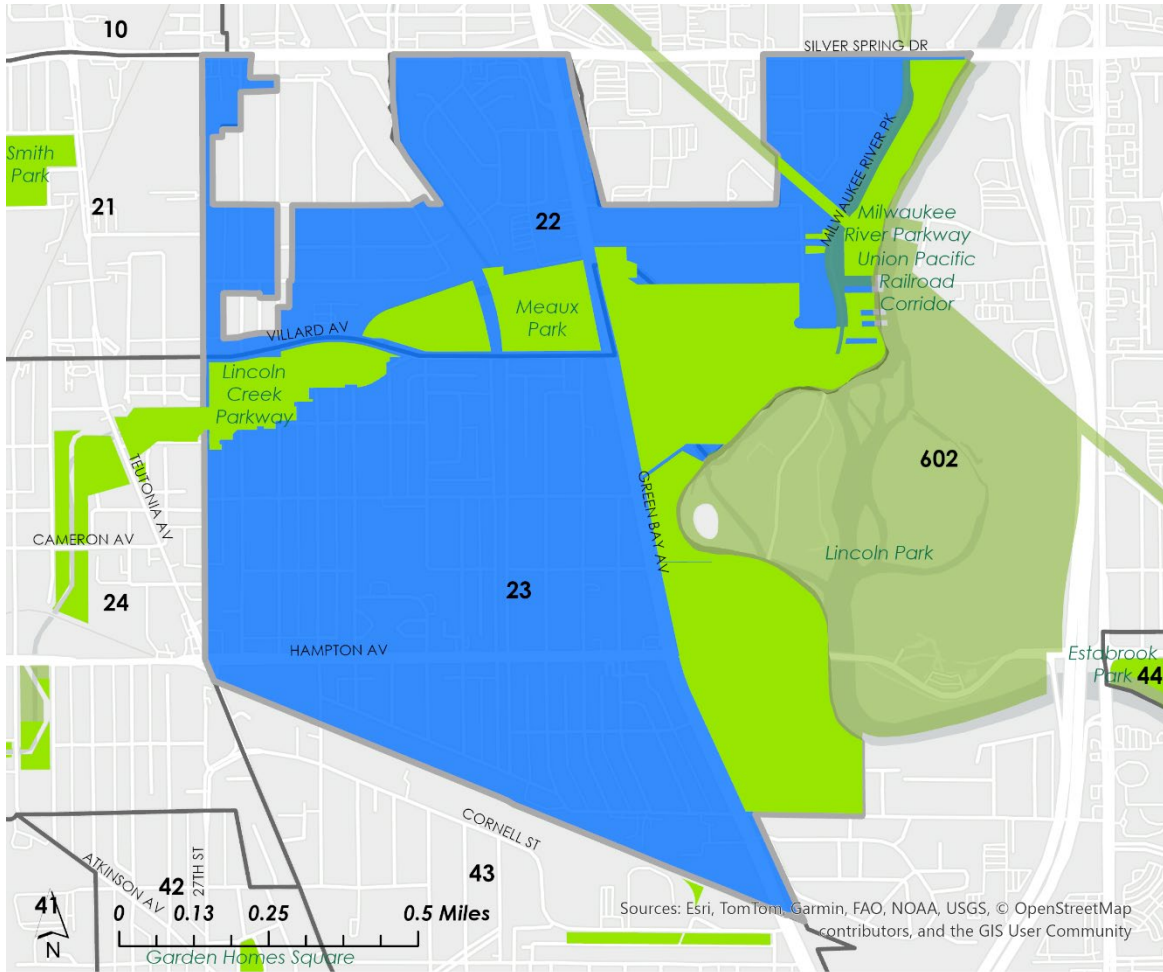 10
SILVER SPRING DR
Smith
Park
21
22
MILWAUKEE RIVER PK
Milwaukee
River Parkway
Union Pacific
Railroad
Corridor
Meaux
Park
VILLARD AV
Lincoln
Creek
Parkway
602
TEUTONIA AV
GREEN BAY AV
CAMERON AV
Lincoln Park
24
23
HAMPTON AV
Estabrook
Park
44
CORNELL ST
43
42
ATKINSON AV
27TH ST
41
N
0 0.13 0.25 0.5 Miles
Garden Homes Square
Sources: Esri, TomTom, Garmin, FAO, NOAA, USGS, © OpenStreetMap
contributors, and the GIS User Community